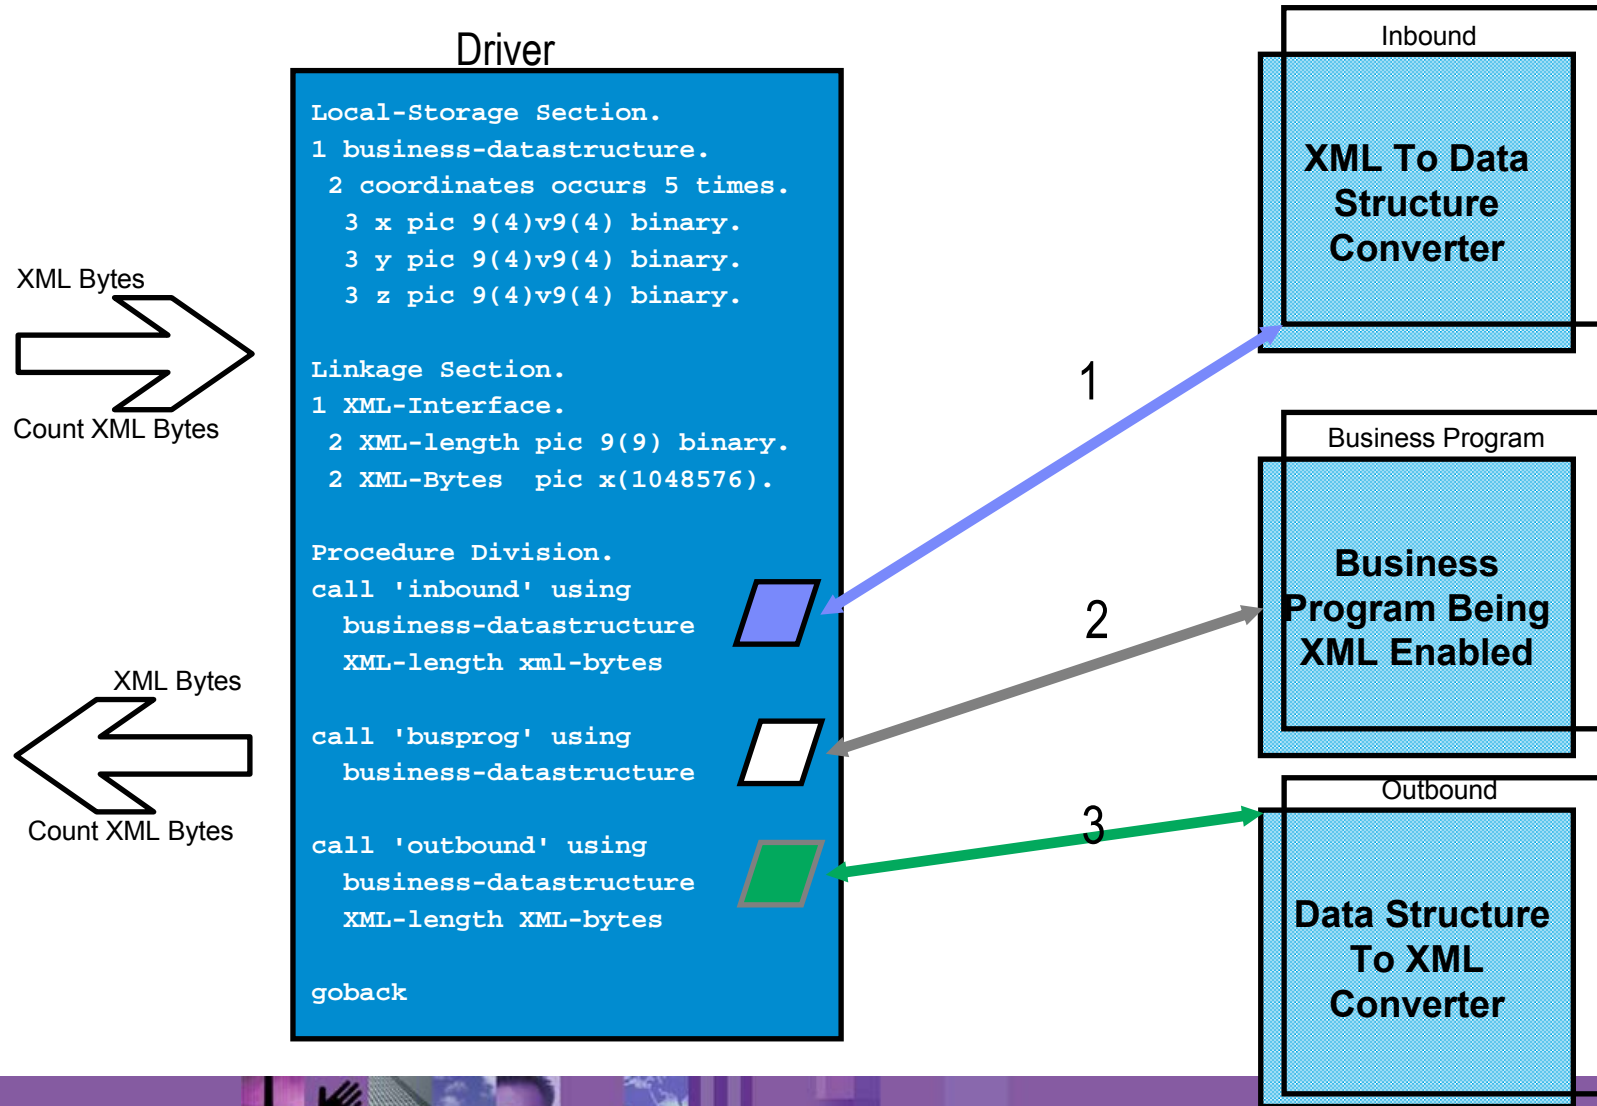 Driver
Local-Storage Section.
1 business-datastructure.
2 coordinates occurs 5 times.
3 x pic 9(4)v9(4) binary.
3 y pic 9(4)v9(4) binary.
3 z pic 9(4)v9(4) binary.
Linkage Section.
1 XML-Interface.
2 XML-length pic 9(9) binary.
2 XML-Bytes pic x(1048576).
Procedure Division.
call 'inbound' using
business-datastructure
XML-length xml-bytes
call 'busprog' using
business-datastructure
call 'outbound' using
business-datastructure
XML-length XML-bytes
goback
XML Bytes
Count XML Bytes
XML Bytes
Count XML Bytes
1
2
3
Inbound
XML To Data
Structure
Converter
Business Program
Business
Program Being
XML Enabled
Outbound
Data Structure
To XML
Converter